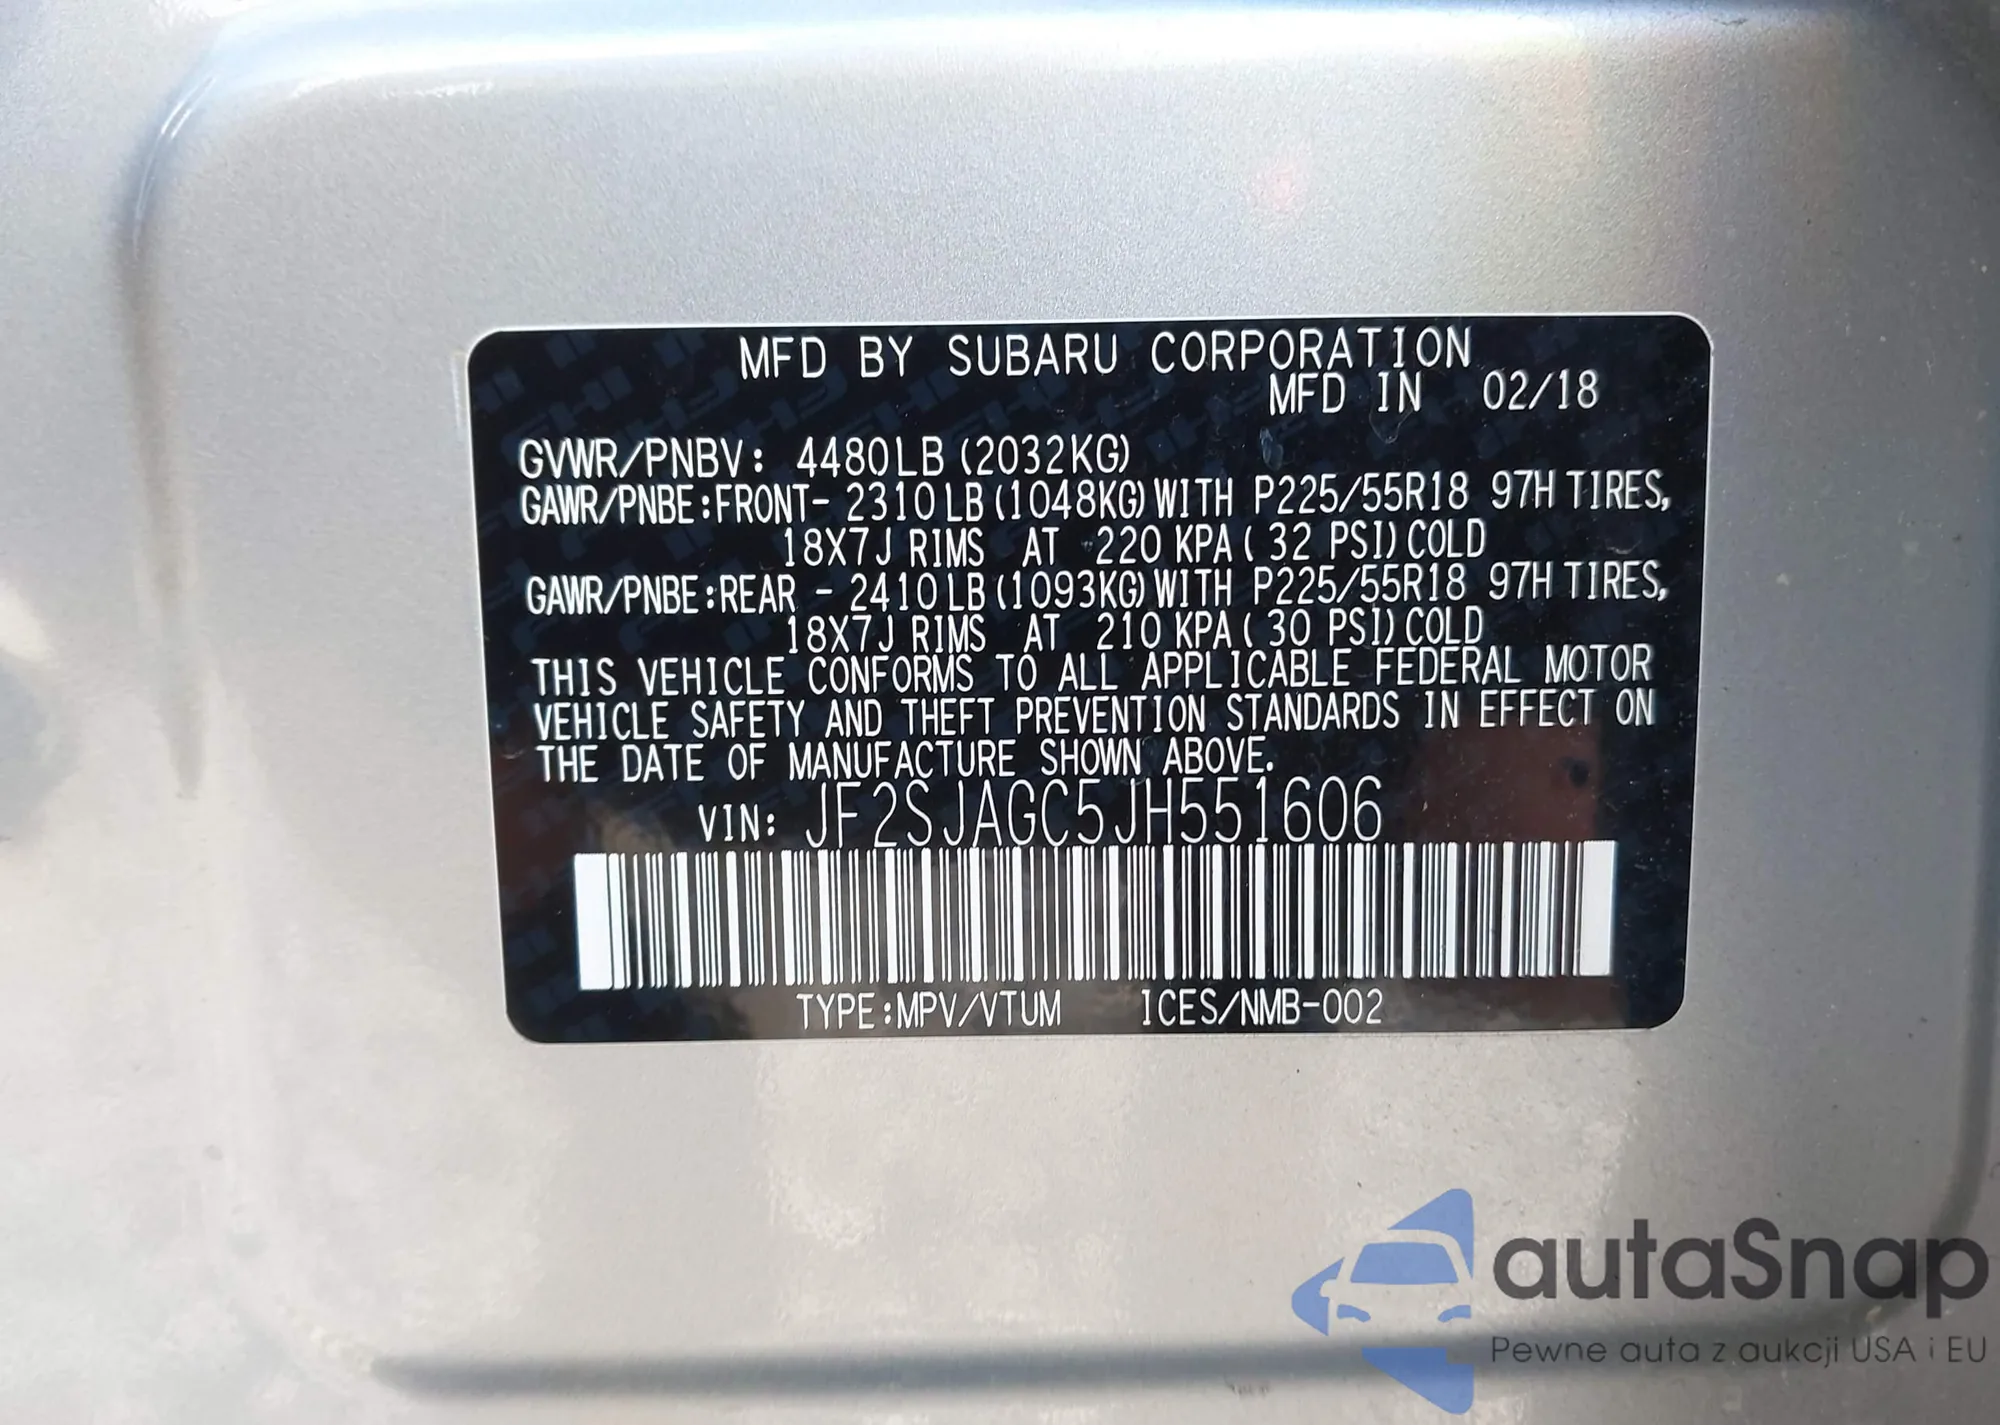 MFD BY SUBARU CORPORATION
MFD IN 02/18
GVWR/PNBV: 4480LB (2032KG)
GAWR/PNBE:FRONT- 2310LB (1048KG) WITH P225/55R18 97H TIRES,
18X7J RIMS AT 220 KPA ( 32 PSI) COLD
GAWR/PNBE:REAR - 2410LB (1093KG) WITH P225/55R18 97H TIRES,
18X7J RIMS AT 210 KPA ( 30 PSI) COLD
THIS VEHICLE CONFORMS TO ALL APPLICABLE FEDERAL MOTOR
VEHICLE SAFETY AND THEFT PREVENTION STANDARDS IN EFFECT ON
THE DATE OF MANUFACTURE SHOWN ABOVE.
VIN: JF2SJAGC5JH551606
TYPE:MPV/VTUM ICES/NMB-002
autaSnap
Pewne auta z aukcji USA i EU